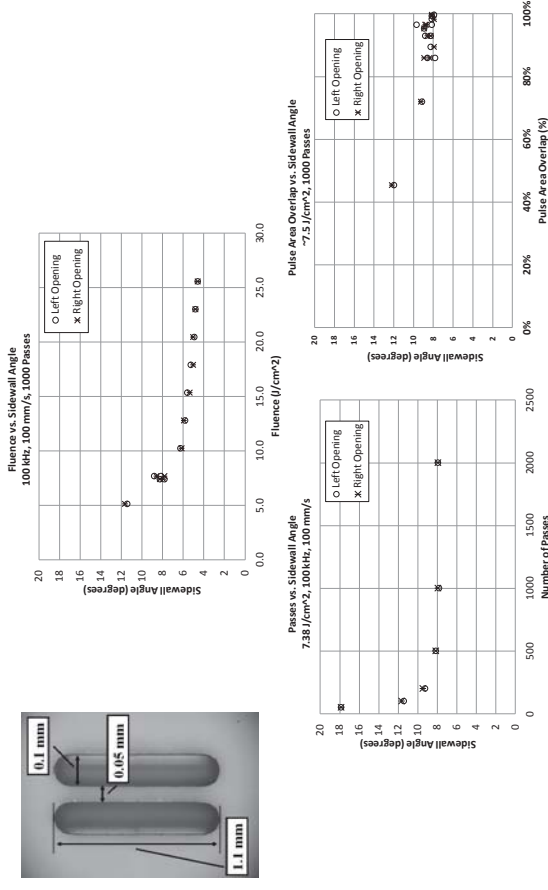 0.1 mm
0.05 mm
1.1 mm
Fluence vs. Sidewall Angle
100 kHz, 100 mm/s, 1000 Passes
Sidewall Angle (degrees)
20
18
16
14
12
10
8
6
4
2
0
0.0
5.0
10.0
15.0
20.0
25.0
30.0
Fluence (J/cm^2)
Left Opening
Right Opening
Passes vs. Sidewall Angle
7.38 J/cm^2, 100 kHz, 100 mm/s
Sidewall Angle (degrees)
20
18
16
14
12
10
8
6
4
2
0
0
500
1000
1500
2000
2500
Number of Passes
Left Opening
Right Opening
Pulse Area Overlap vs. Sidewall Angle
~7.5 J/cm^2, 1000 Passes
Sidewall Angle (degrees)
20
18
16
14
12
10
8
6
4
2
0
0%
20%
40%
60%
80%
100%
Pulse Area Overlap (%)
Left Opening
Right Opening